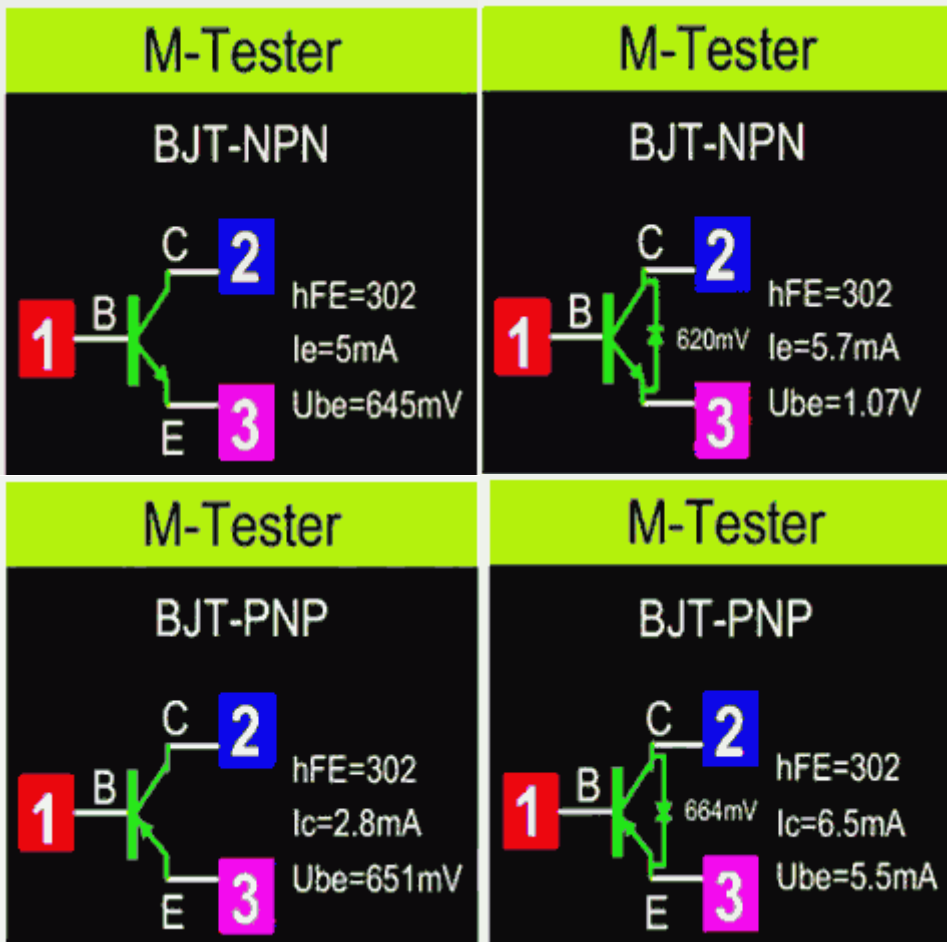 M-Tester
BJT-NPN
C 2
1 B
hFE=302
Ie=5mA
Ube=645mV
E 3
M-Tester
BJT-NPN
C 2
1 B
620mV
hFE=302
Ie=5.7mA
Ube=1.07V
3
M-Tester
BJT-PNP
C 2
1 B
hFE=302
Ic=2.8mA
Ube=651mV
E 3
M-Tester
BJT-PNP
C 2
1 B
664mV
hFE=302
Ic=6.5mA
Ube=5.5mA
E 3